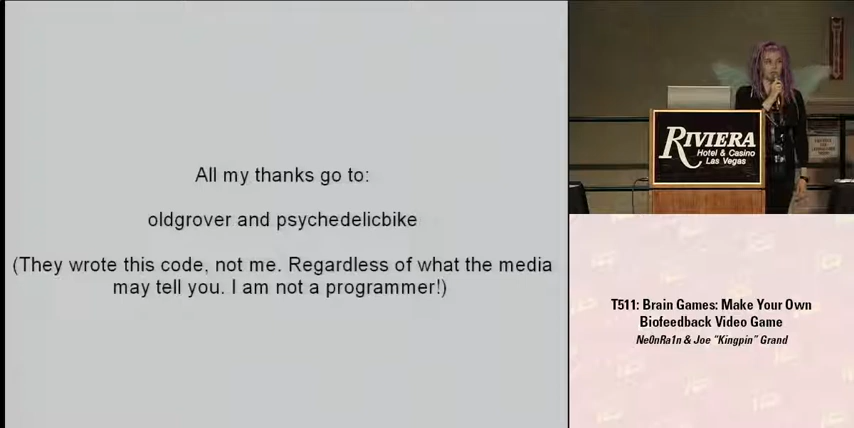 All my thanks go to:
oldgrover and psychedelicbike
(They wrote this code, not me. Regardless of what the media
may tell you. I am not a programmer!)
RIVIERA
Hotel & Casino
Las Vegas
T511: Brain Games: Make Your Own
Biofeedback Video Game
Ne0nRa1n & Joe "Kingpin" Grand